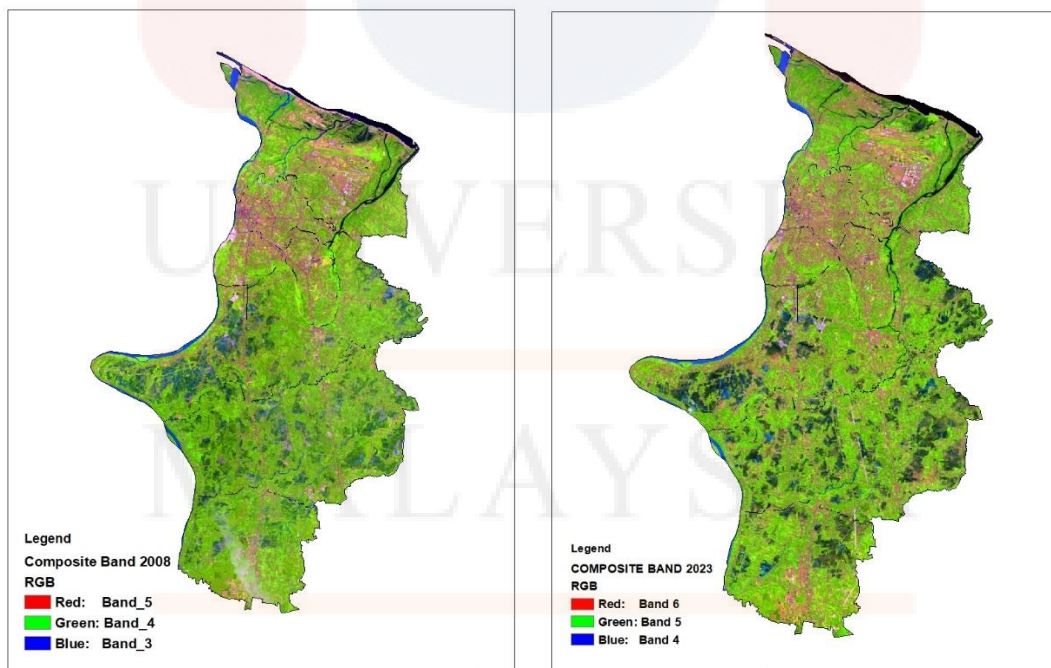 UNIVERSITI
MALAYSIA
Legend
Composite Band 2008
RGB
Red: Band_5
Green: Band_4
Blue: Band_3
Legend
COMPOSITE BAND 2023
RGB
Red: Band 6
Green: Band 5
Blue: Band 4